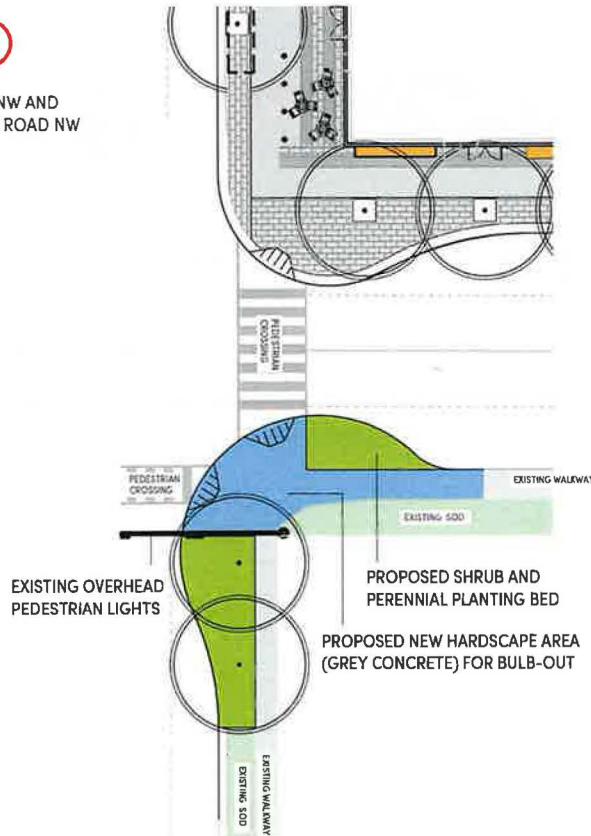 NW AND
ROAD NW
PEDESTRIAN
CROSSING
PEDESTRIAN
CROSSING
EXISTING WALKWAY
EXISTING SOD
EXISTING OVERHEAD
PEDESTRIAN LIGHTS
PROPOSED SHRUB AND
PERENNIAL PLANTING BED
PROPOSED NEW HARDSCAPE AREA
(GREY CONCRETE) FOR BULB-OUT
EXISTING SOD
EXISTING WALKWAY